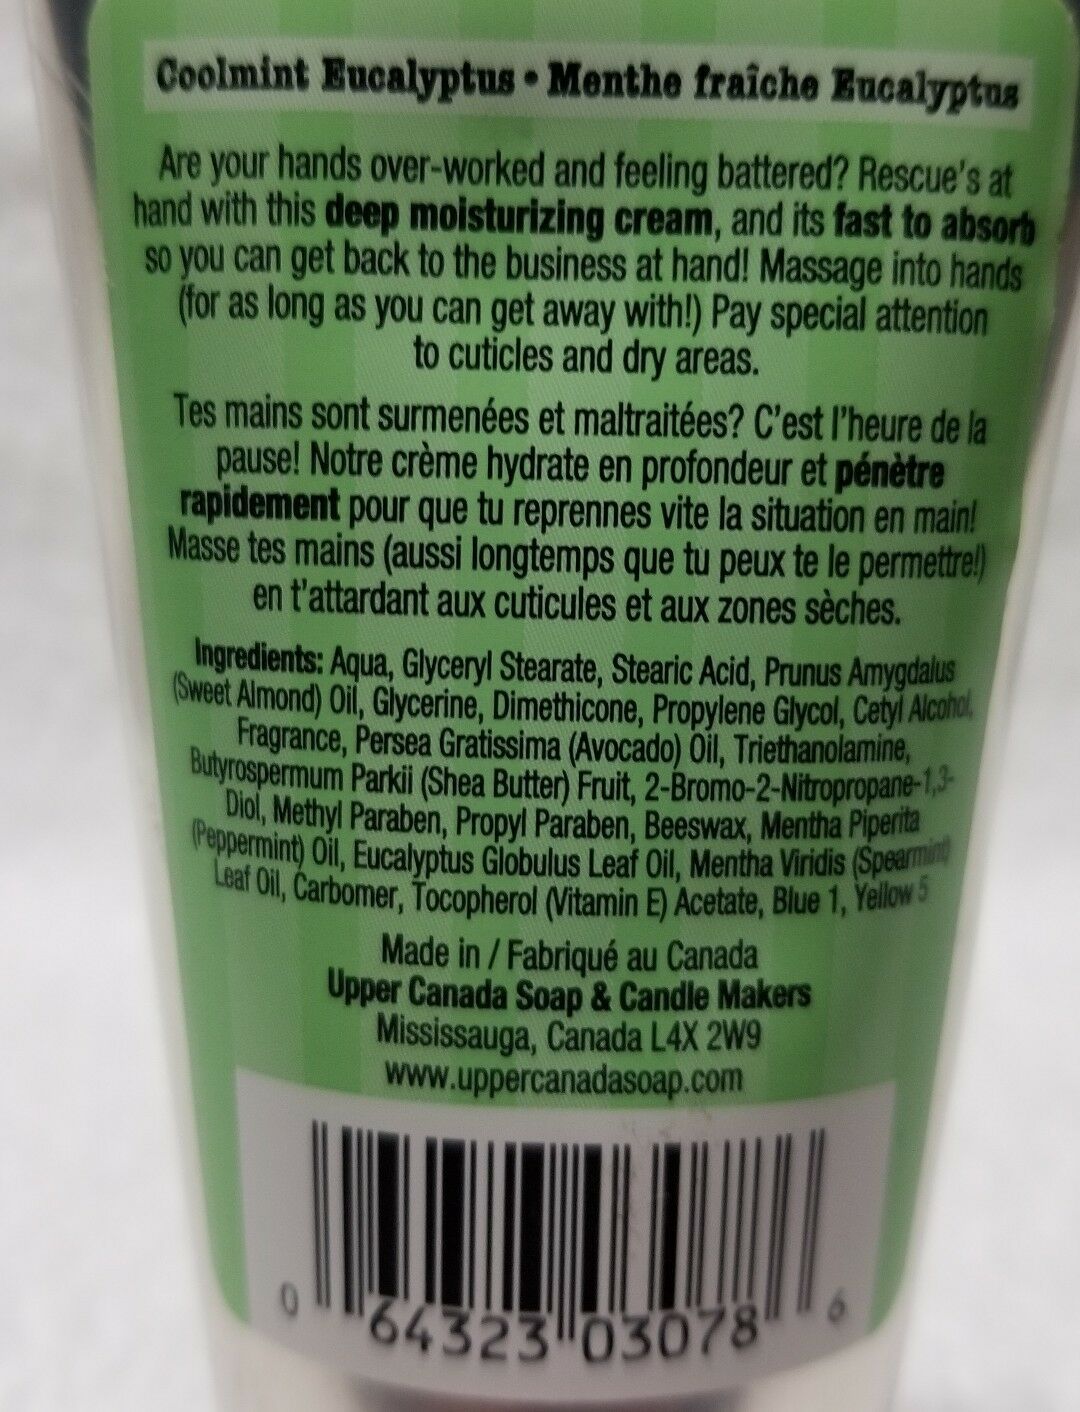 Coolmint Eucalyptus • Menthe fraîche Eucalyptus
Are your hands over-worked and feeling battered? Rescue's at
hand with this deep moisturizing cream, and its fast to absorb
so you can get back to the business at hand! Massage into hands
(for as long as you can get away with!) Pay special attention
to cuticles and dry areas.
Tes mains sont surmenées et maltraitées? C'est l'heure de la
pause! Notre crème hydrate en profondeur et pénètre
rapidement pour que tu reprennes vite la situation en main!
Masse tes mains (aussi longtemps que tu peux te le permettre!)
en t'attardant aux cuticules et aux zones sèches.
Ingredients: Aqua, Glyceryl Stearate, Stearic Acid, Prunus Amygdalus
(Sweet Almond) Oil, Glycerine, Dimethicone, Propylene Glycol, Cetyl Alcohol,
Fragrance, Persea Gratissima (Avocado) Oil, Triethanolamine,
Butyrospermum Parkii (Shea Butter) Fruit, 2-Bromo-2-Nitropropane-1,3-
Diol, Methyl Paraben, Propyl Paraben, Beeswax, Mentha Piperita
(Peppermint) Oil, Eucalyptus Globulus Leaf Oil, Mentha Viridis (Spearmint)
Leaf Oil, Carbomer, Tocopherol (Vitamin E) Acetate, Blue 1, Yellow 5
Made in / Fabriqué au Canada
Upper Canada Soap & Candle Makers
Mississauga, Canada L4X 2W9
www.uppercanadasoap.com
0 64323 03078 6